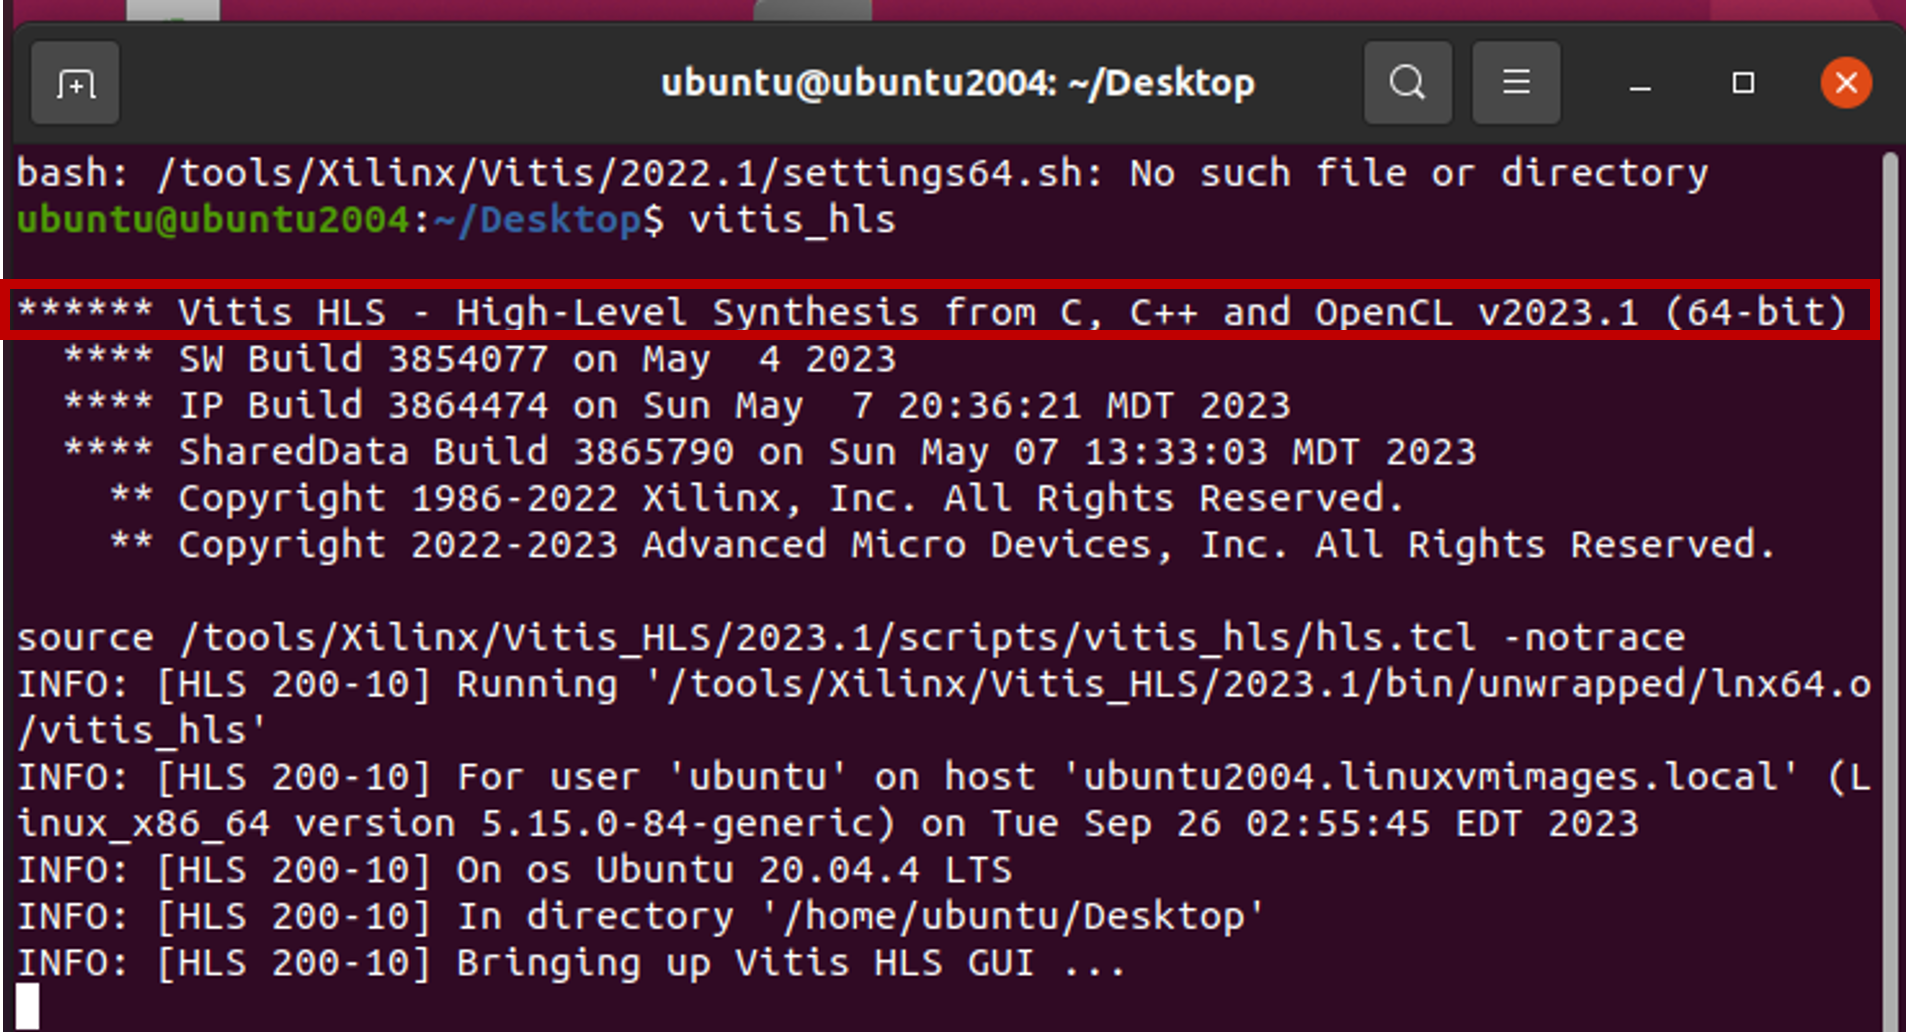 ubuntu@ubuntu2004: ~/Desktop
bash: /tools/Xilinx/Vitis/2022.1/settings64.sh: No such file or directory
ubuntu@ubuntu2004:~/Desktop$ vitis_hls
****** Vitis HLS - High-Level Synthesis from C, C++ and OpenCL v2023.1 (64-bit)
  **** SW Build 3854077 on May  4 2023
  **** IP Build 3864474 on Sun May  7 20:36:21 MDT 2023
  **** SharedData Build 3865790 on Sun May 07 13:33:03 MDT 2023
    ** Copyright 1986-2022 Xilinx, Inc. All Rights Reserved.
    ** Copyright 2022-2023 Advanced Micro Devices, Inc. All Rights Reserved.
source /tools/Xilinx/Vitis_HLS/2023.1/scripts/vitis_hls/hls.tcl -notrace
INFO: [HLS 200-10] Running '/tools/Xilinx/Vitis_HLS/2023.1/bin/unwrapped/lnx64.o
/vitis_hls'
INFO: [HLS 200-10] For user 'ubuntu' on host 'ubuntu2004.linuxvmimages.local' (L
inux_x86_64 version 5.15.0-84-generic) on Tue Sep 26 02:55:45 EDT 2023
INFO: [HLS 200-10] On os Ubuntu 20.04.4 LTS
INFO: [HLS 200-10] In directory '/home/ubuntu/Desktop'
INFO: [HLS 200-10] Bringing up Vitis HLS GUI ...